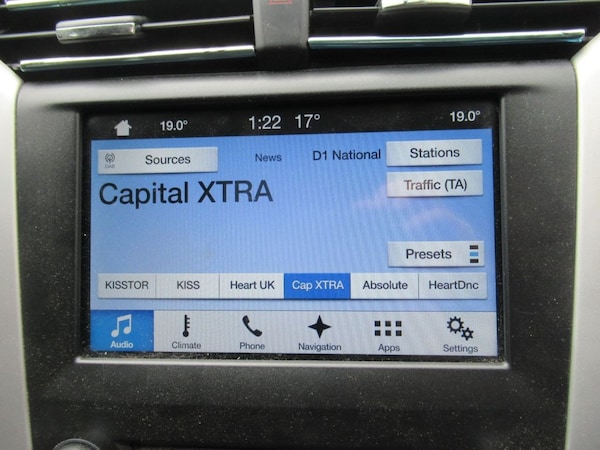 19.0° 1:22 17° 19.0°
DAB Sources News D1 National Stations
Capital XTRA
Traffic (TA)
Presets
KISSTOR KISS Heart UK Cap XTRA Absolute HeartDnc
Audio Climate Phone Navigation Apps Settings